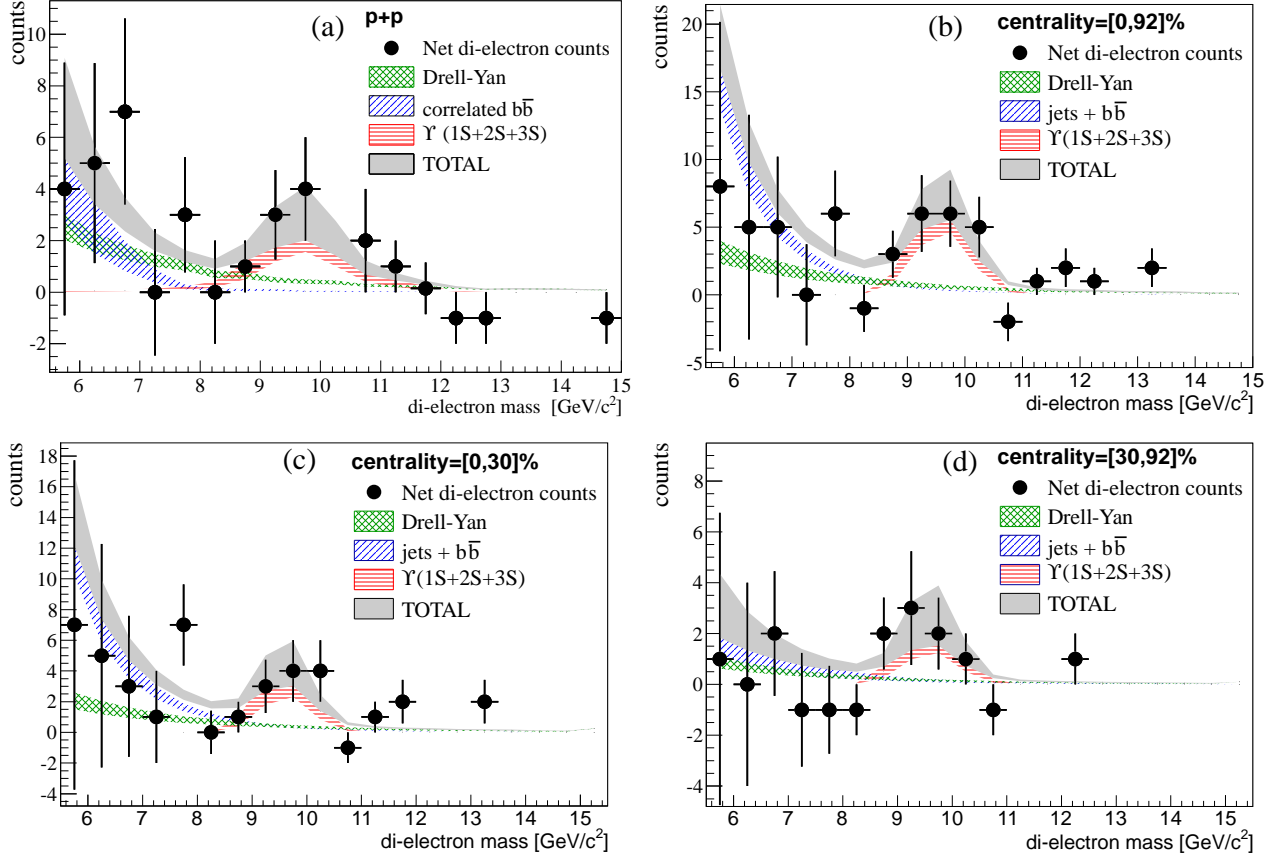 counts
10
8
6
4
2
0
-2
(a)
p+p
Net di-electron counts
Drell-Yan
correlated bb̅
ϒ (1S+2S+3S)
TOTAL
6 7 8 9 10 11 12 13 14 15
di-electron mass [GeV/c²]
counts
20
15
10
5
0
-5
(b)
centrality=[0,92]%
Net di-electron counts
Drell-Yan
jets + bb̅
ϒ(1S+2S+3S)
TOTAL
6 7 8 9 10 11 12 13 14 15
di-electron mass [GeV/c²]
counts
18
16
14
12
10
8
6
4
2
0
-2
-4
(c)
centrality=[0,30]%
Net di-electron counts
Drell-Yan
jets + bb̅
ϒ(1S+2S+3S)
TOTAL
6 7 8 9 10 11 12 13 14 15
di-electron mass [GeV/c²]
counts
8
6
4
2
0
-2
-4
(d)
centrality=[30,92]%
Net di-electron counts
Drell-Yan
jets + bb̅
ϒ(1S+2S+3S)
TOTAL
6 7 8 9 10 11 12 13 14 15
di-electron mass [GeV/c²]